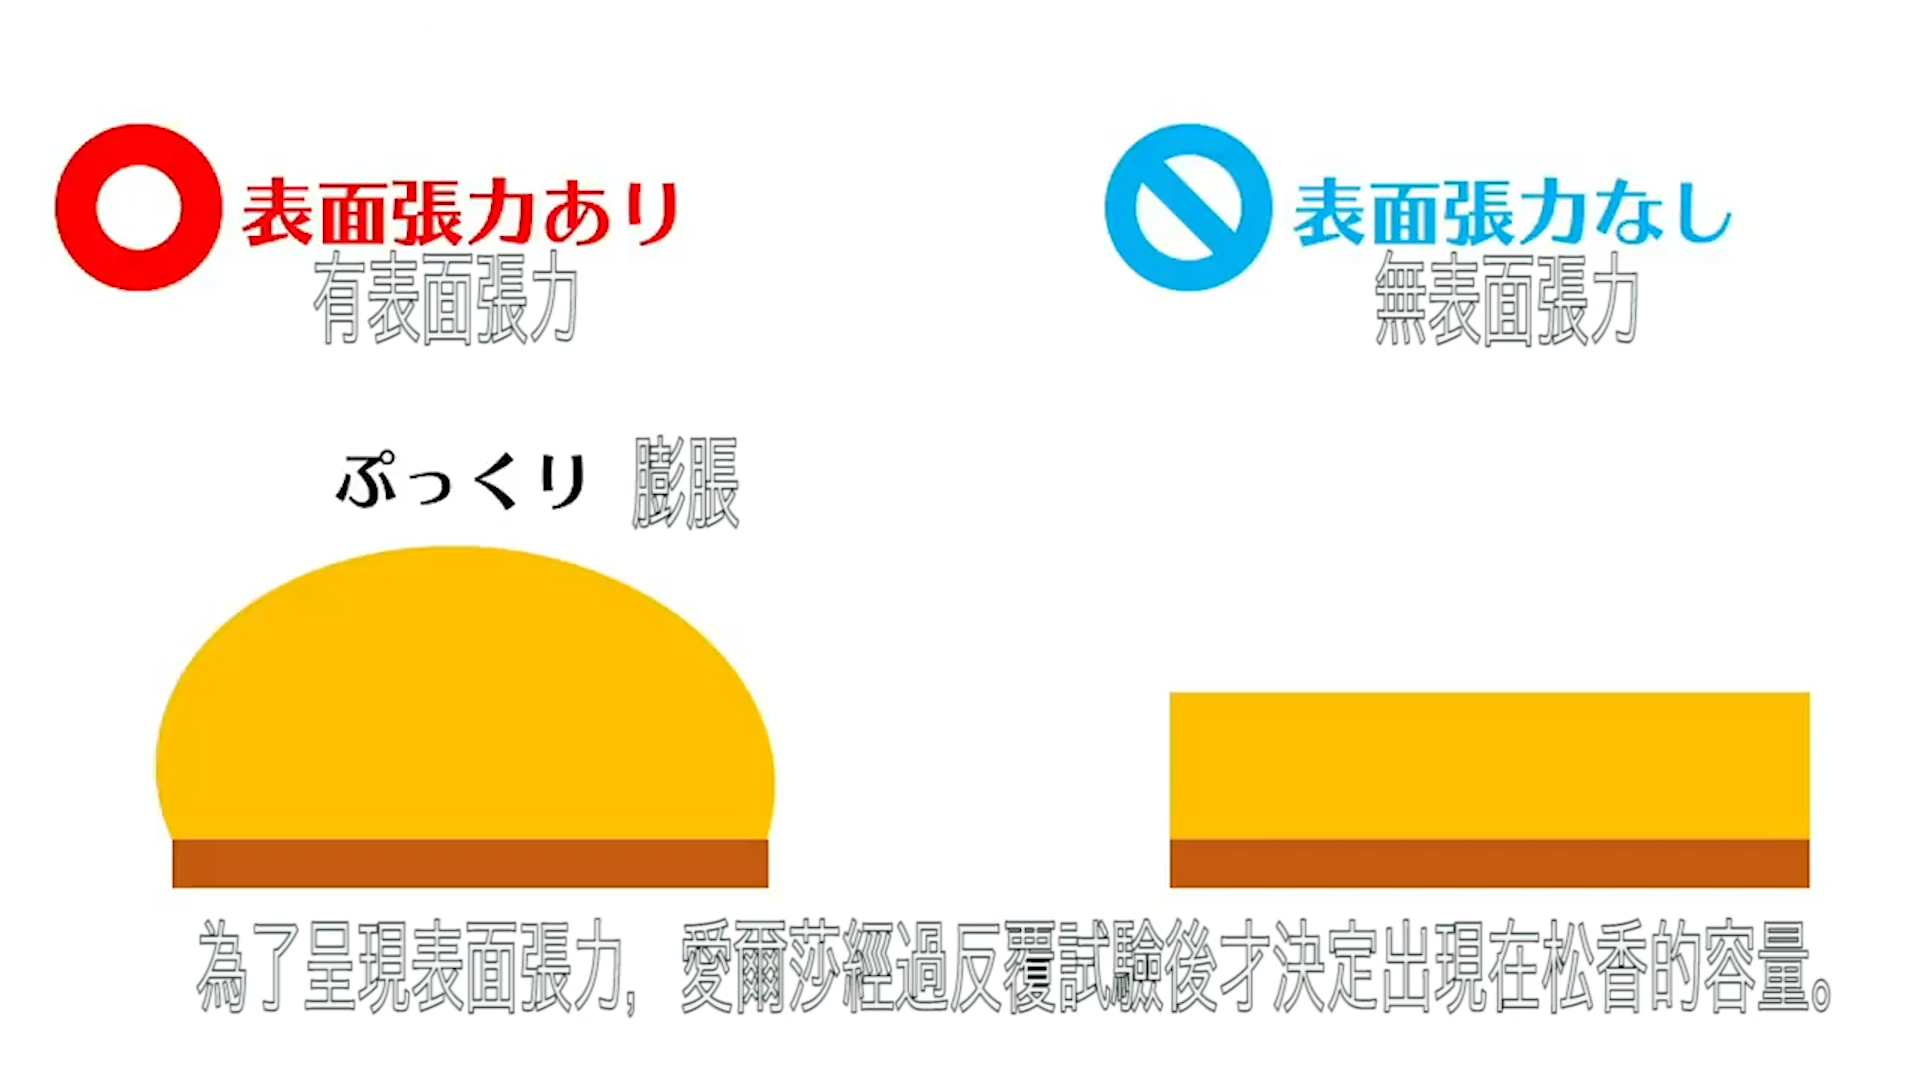 表面張力あり
有表面張力
表面張力なし
無表面張力
ぷっくり
膨脹
為了呈現表面張力，愛爾莎經過反覆試驗後才決定出現在松香的容量。